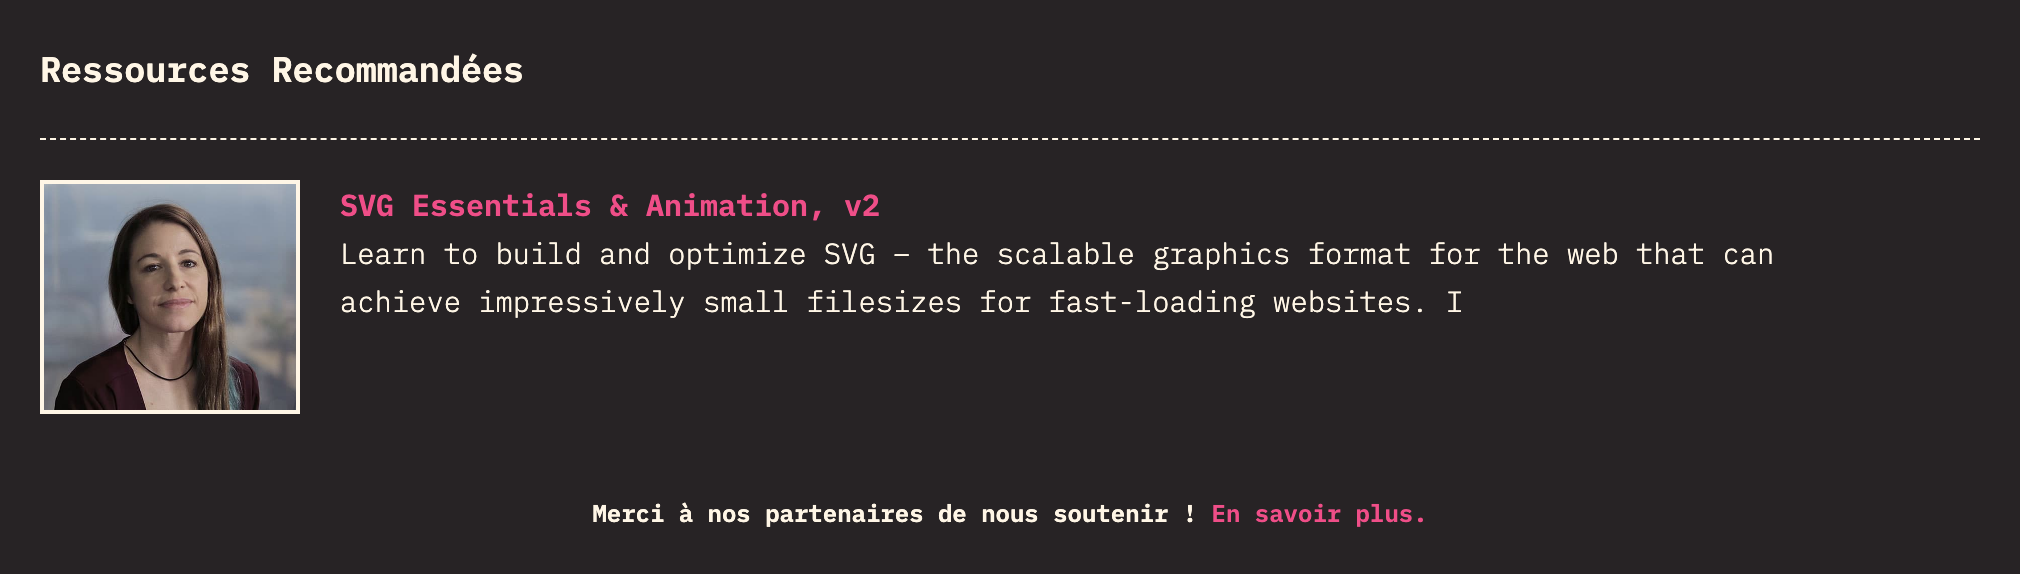 Ressources Recommandées
SVG Essentials & Animation, v2
Learn to build and optimize SVG – the scalable graphics format for the web that can
achieve impressively small filesizes for fast-loading websites. I
Merci à nos partenaires de nous soutenir ! En savoir plus.